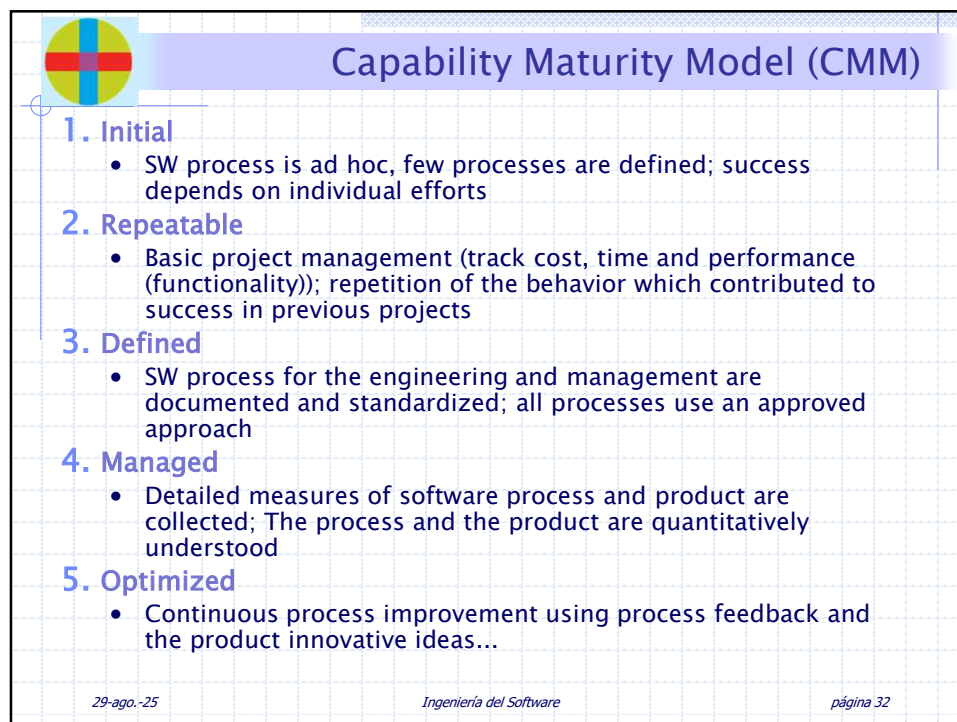 Capability Maturity Model (CMM)
1. Initial
• SW process is ad hoc, few processes are defined; success
depends on individual efforts
2. Repeatable
• Basic project management (track cost, time and performance
(functionality)); repetition of the behavior which contributed to
success in previous projects
3. Defined
• SW process for the engineering and management are
documented and standardized; all processes use an approved
approach
4. Managed
• Detailed measures of software process and product are
collected; The process and the product are quantitatively
understood
5. Optimized
• Continuous process improvement using process feedback and
the product innovative ideas...
29-ago.-25 Ingeniería del Software página 32